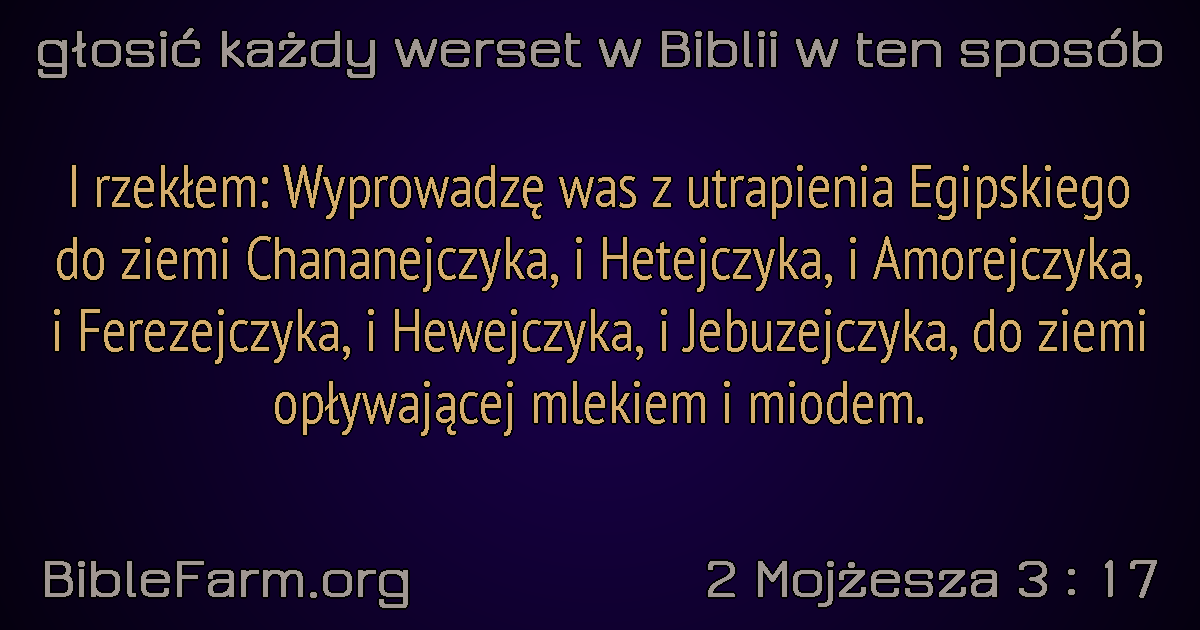 głosić każdy werset w Biblii w ten sposób
I rzekłem: Wyprowadzę was z utrapienia Egipskiego
do ziemi Chananejczyka, i Hetejczyka, i Amorejczyka,
i Ferezejczyka, i Hewejczyka, i Jebuzejczyka, do ziemi
opływającej mlekiem i miodem.
BibleFarm.org
2 Mojżesza 3 : 17